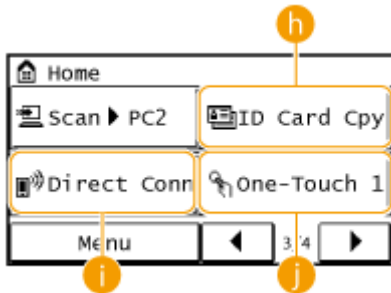 h
Home
Scan ▶ PC2 ID Card Cpy
Direct Conn One-Touch 1
Menu ◀ 3/4 ▶
i j